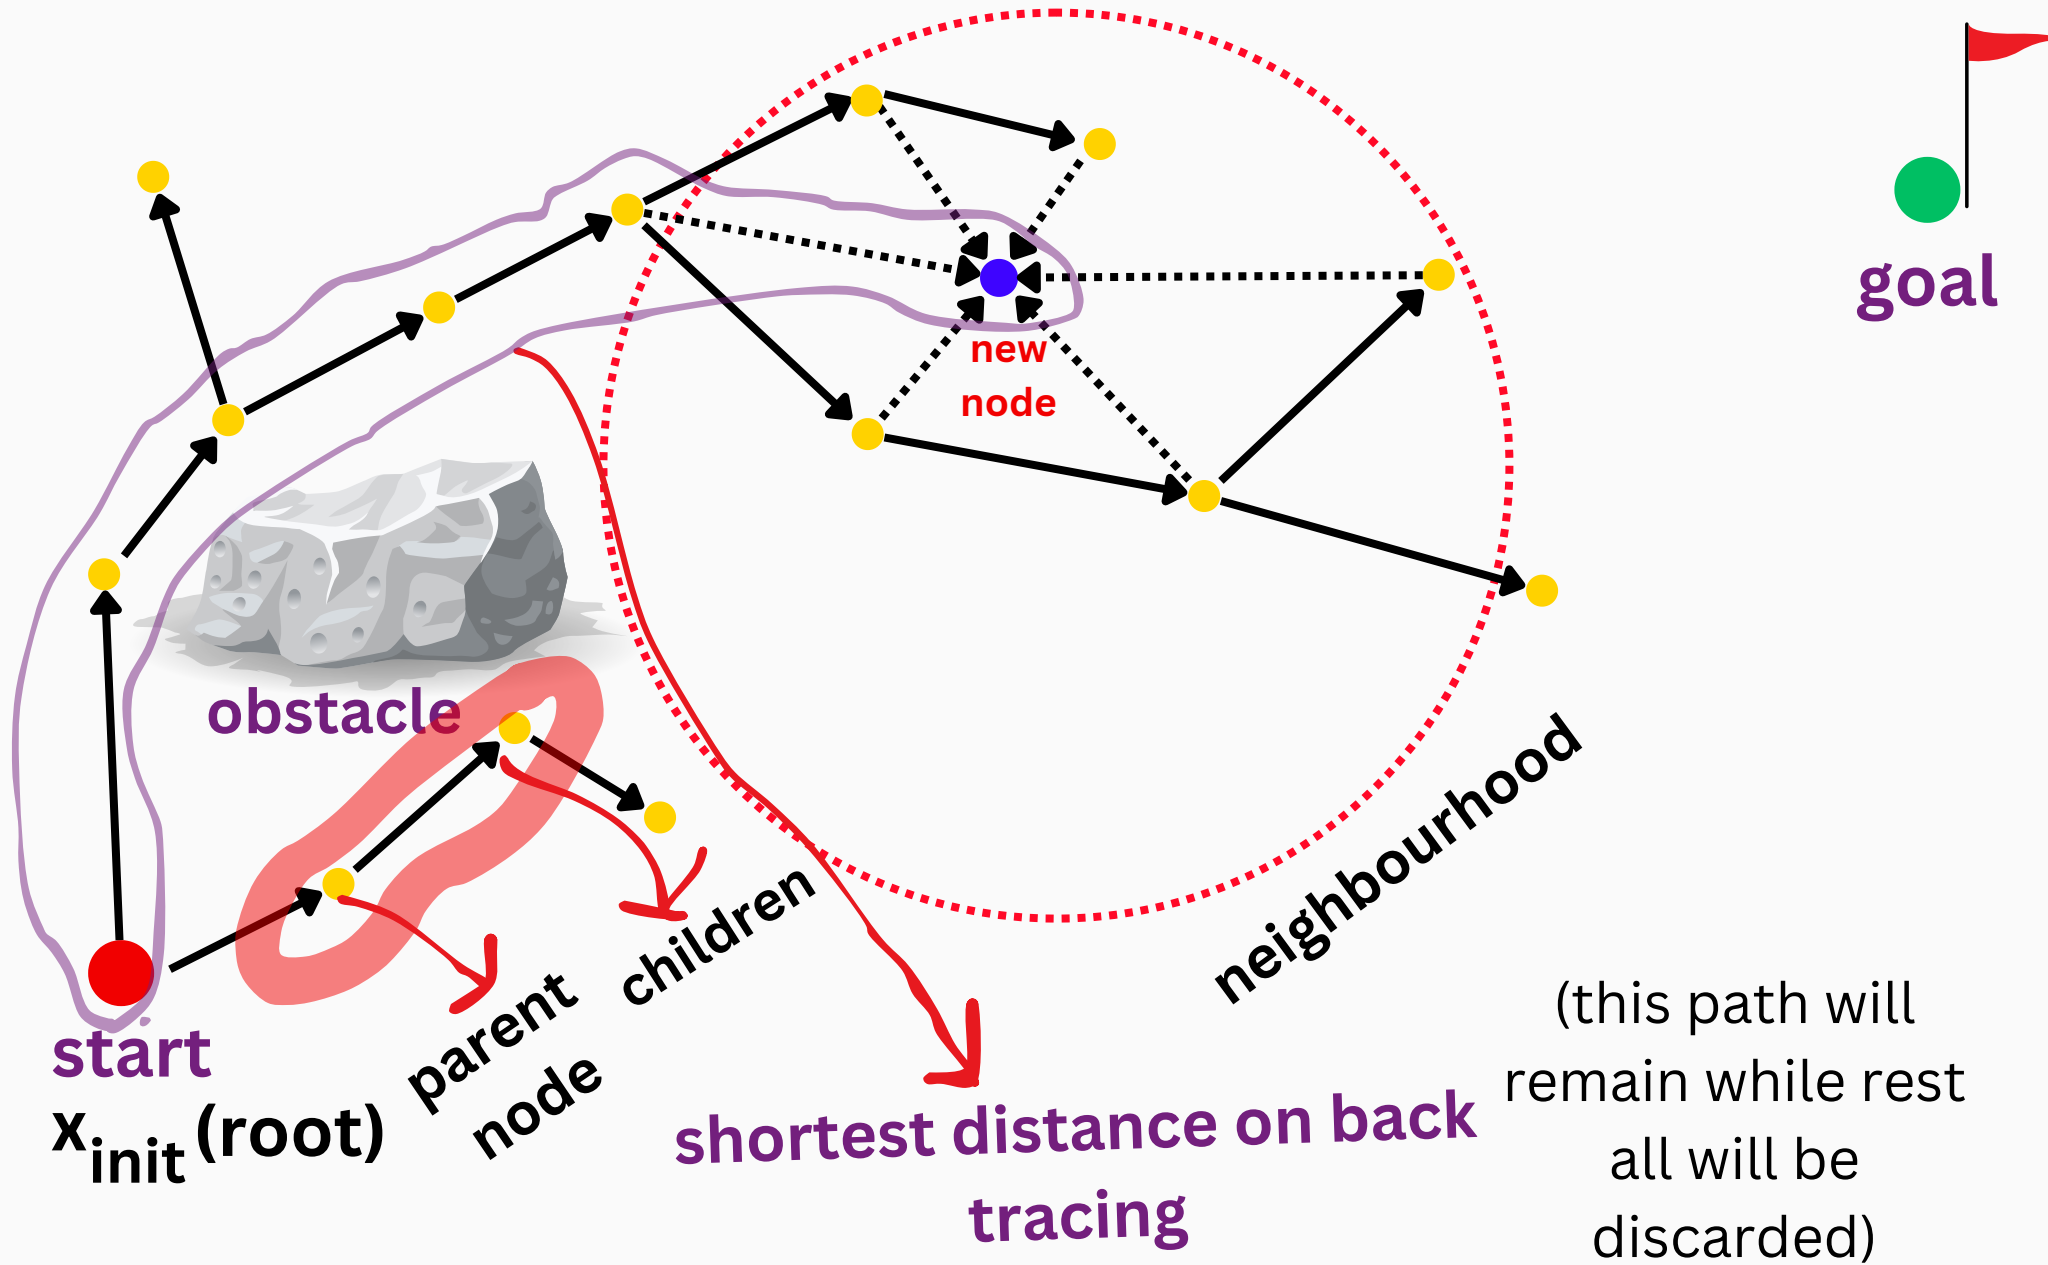 goal
new
node
obstacle
neighbourhood
children
parent
node
start
x_init (root)
shortest distance on back
tracing
(this path will
remain while rest
all will be
discarded)